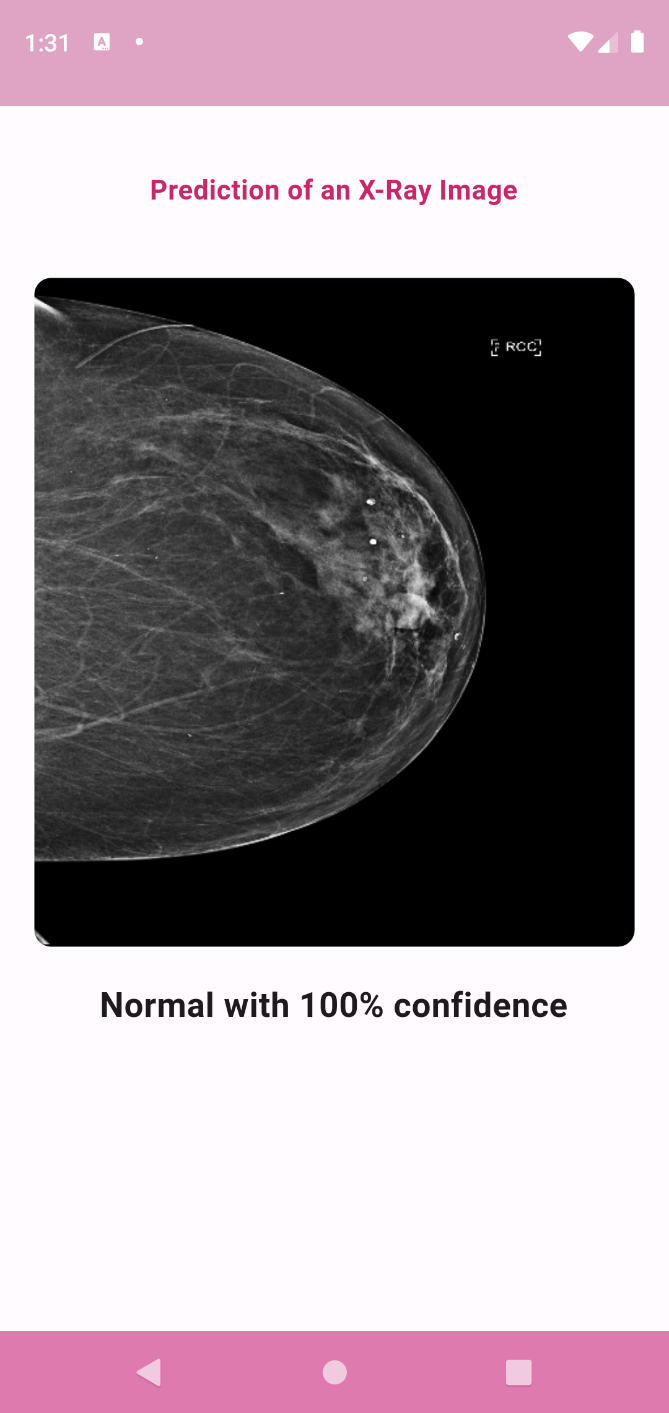 1:31
A
Prediction of an X-Ray Image
RCC
Normal with 100% confidence